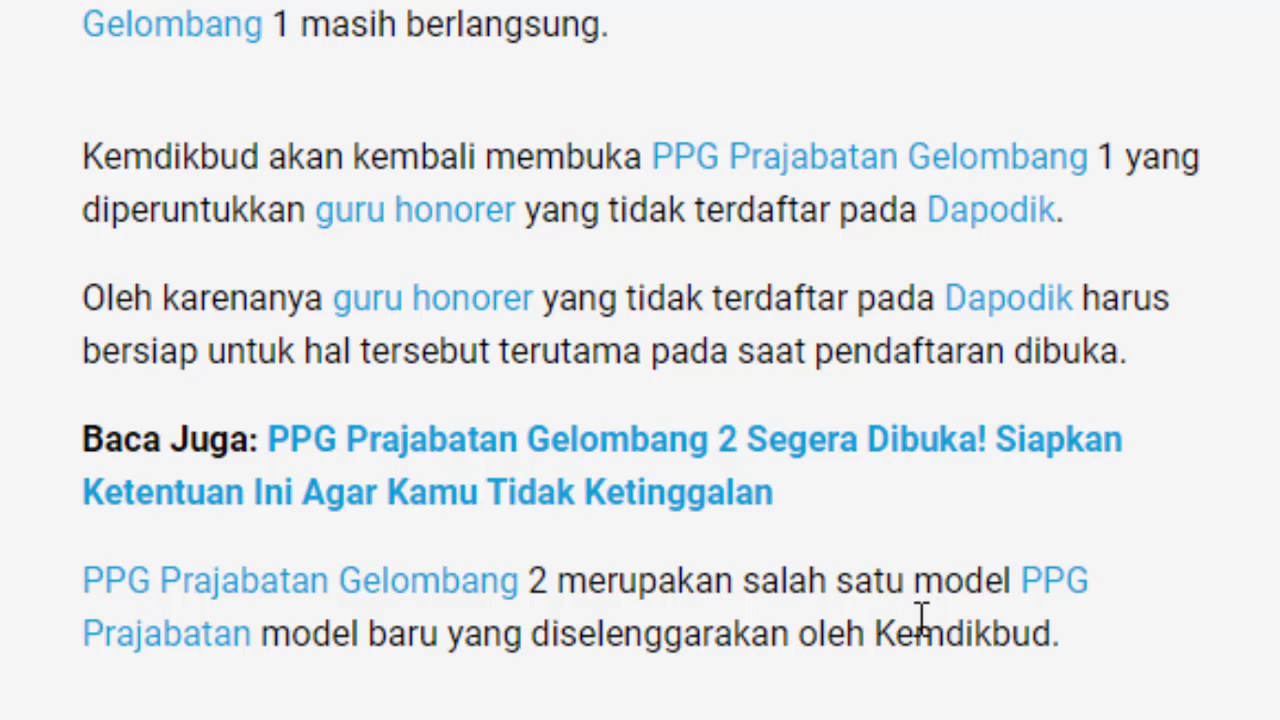 Gelombang 1 masih berlangsung.
Kemdikbud akan kembali membuka PPG Prajabatan Gelombang 1 yang
diperuntukkan guru honorer yang tidak terdaftar pada Dapodik.
Oleh karenanya guru honorer yang tidak terdaftar pada Dapodik harus
bersiap untuk hal tersebut terutama pada saat pendaftaran dibuka.
Baca Juga: PPG Prajabatan Gelombang 2 Segera Dibuka! Siapkan
Ketentuan Ini Agar Kamu Tidak Ketinggalan
PPG Prajabatan Gelombang 2 merupakan salah satu model PPG
Prajabatan model baru yang diselenggarakan oleh Kemdikbud.